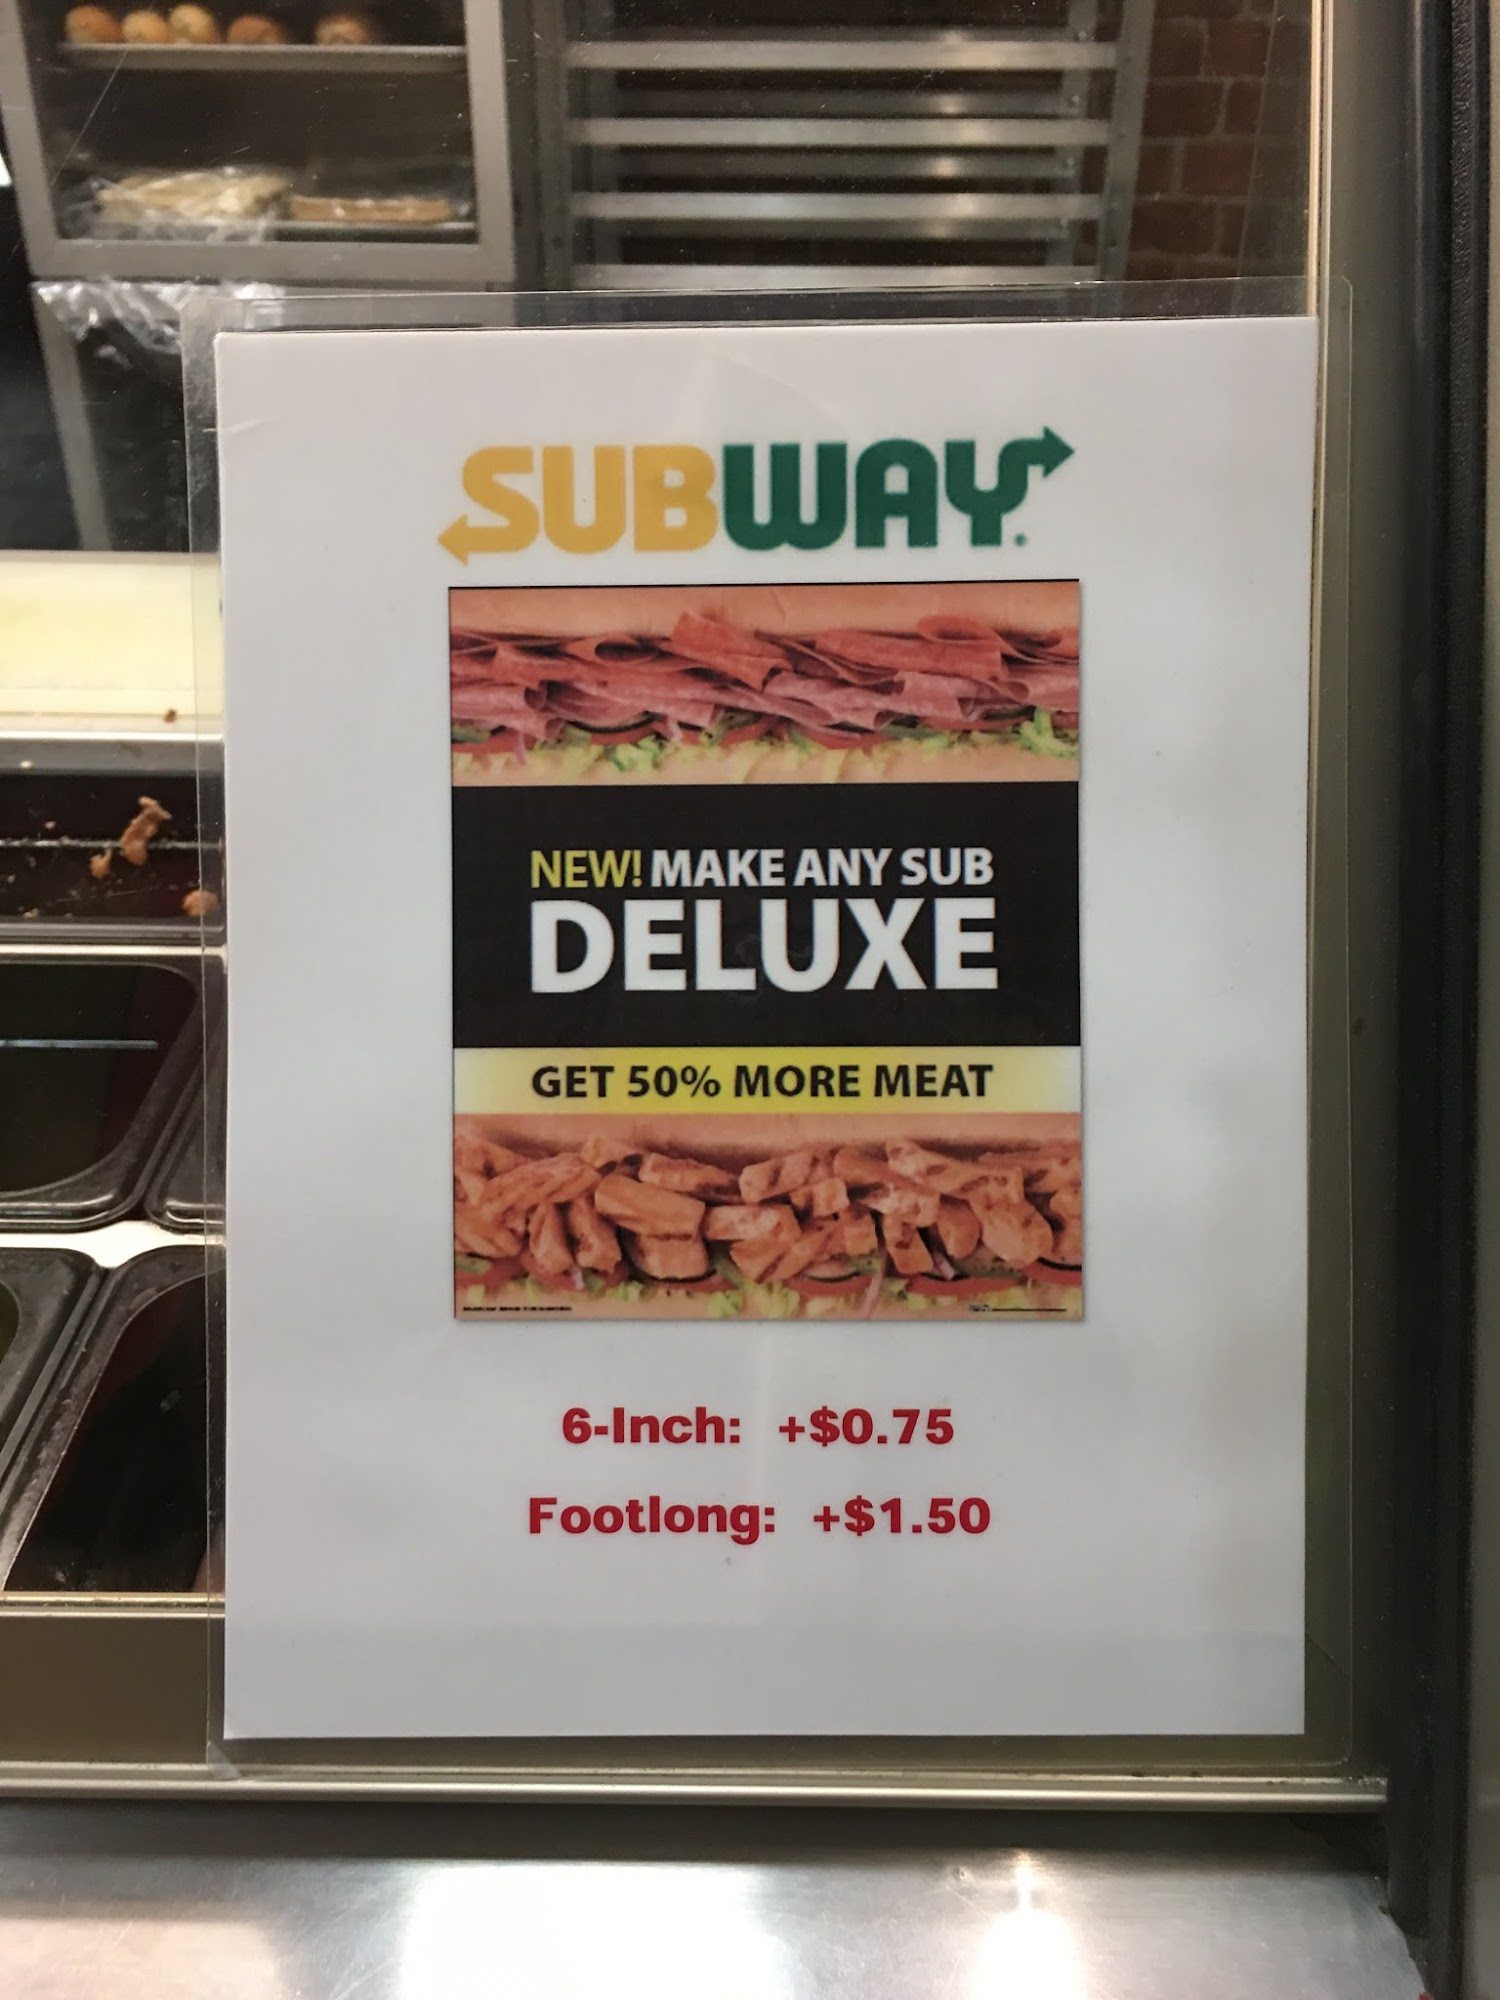 SUBWAY
NEW! MAKE ANY SUB
DELUXE
GET 50% MORE MEAT
6-Inch: +$0.75
Footlong: +$1.50